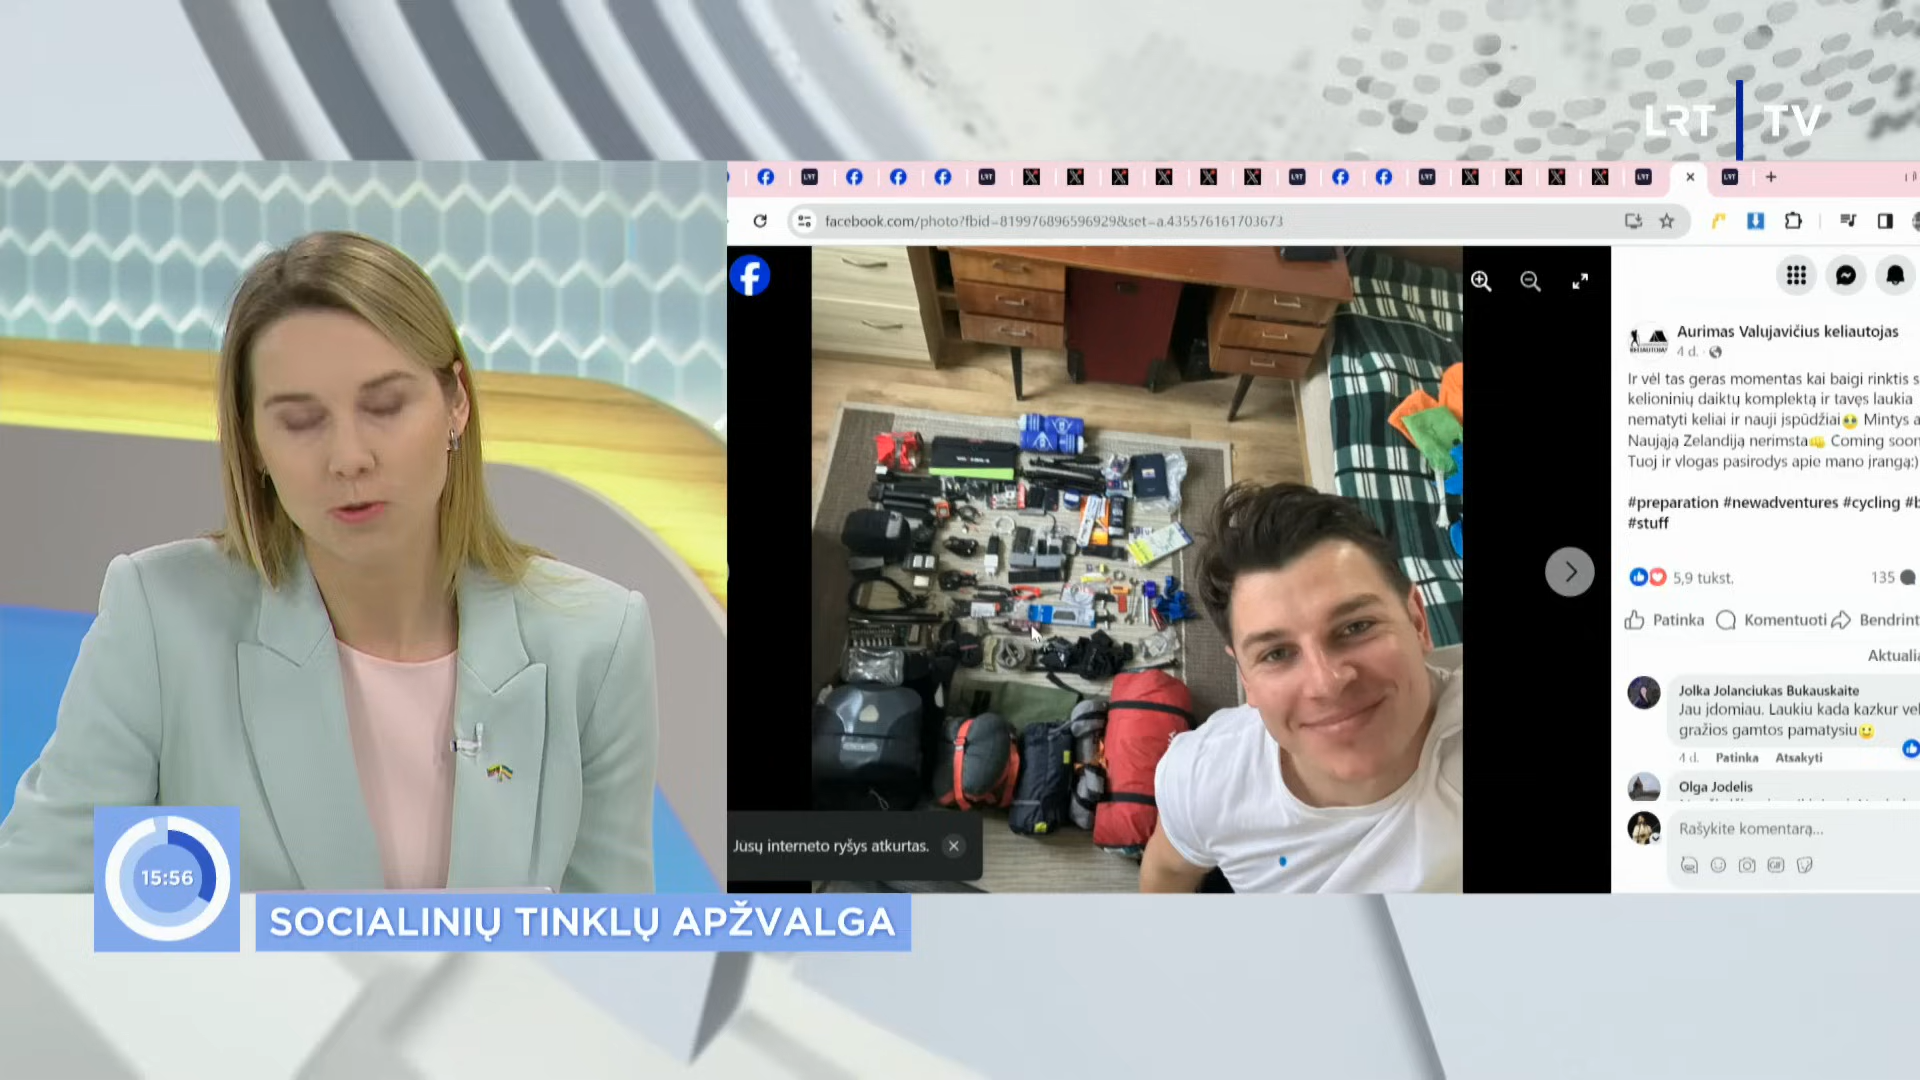 LRT TV
facebook.com/photo?fbid=819976896596929&set=a.435576161703673
Aurimas Valujavičius keliautojas
4 d.
Ir vėl tas geras momentas kai baigi rinktis s
kelioninių daiktų komplektą ir tavęs laukia
nematyti keliai ir nauji įspūdžiai🥹 Mintys a
Naująją Zelandiją nerimsta👊 Coming soon
Tuoj ir vlogas pasirodys apie mano įrangą:)
#preparation #newadventures #cycling #b
#stuff
5,9 tūkst.
135
Patinka
Komentuoti
Bendrint
Aktualia
Jolka Jolanciukas Bukauskaite
Jau įdomiau. Laukiu kada kazkur vel
gražios gamtos pamatysiu🙂
4 d. Patinka Atsakyti
Olga Jodelis
Rašykite komentarą...
Jūsų interneto ryšys atkurtas.
15:56
SOCIALINIŲ TINKLŲ APŽVALGA